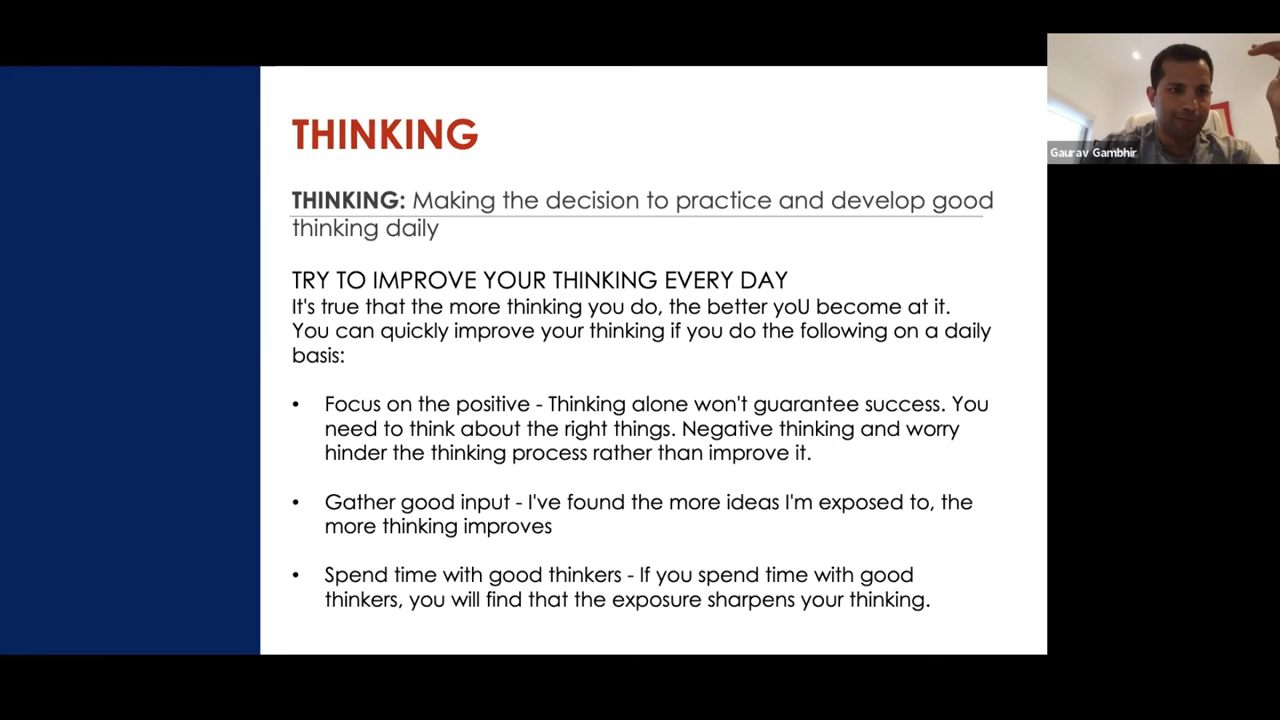 THINKING
THINKING: Making the decision to practice and develop good
thinking daily
TRY TO IMPROVE YOUR THINKING EVERY DAY
It's true that the more thinking you do, the better yoU become at it.
You can quickly improve your thinking if you do the following on a daily
basis:
• Focus on the positive - Thinking alone won't guarantee success. You
need to think about the right things. Negative thinking and worry
hinder the thinking process rather than improve it.
• Gather good input - I've found the more ideas I'm exposed to, the
more thinking improves
• Spend time with good thinkers - If you spend time with good
thinkers, you will find that the exposure sharpens your thinking.
Gaurav Gambhir